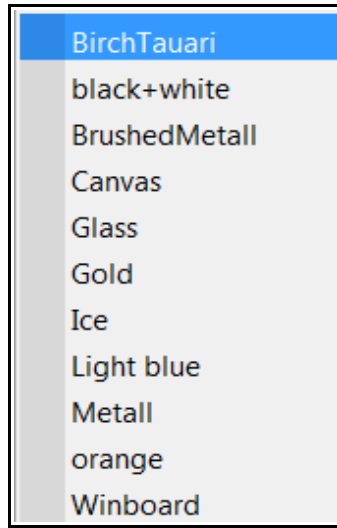 BirchTauari
black+white
BrushedMetall
Canvas
Glass
Gold
Ice
Light blue
Metall
orange
Winboard